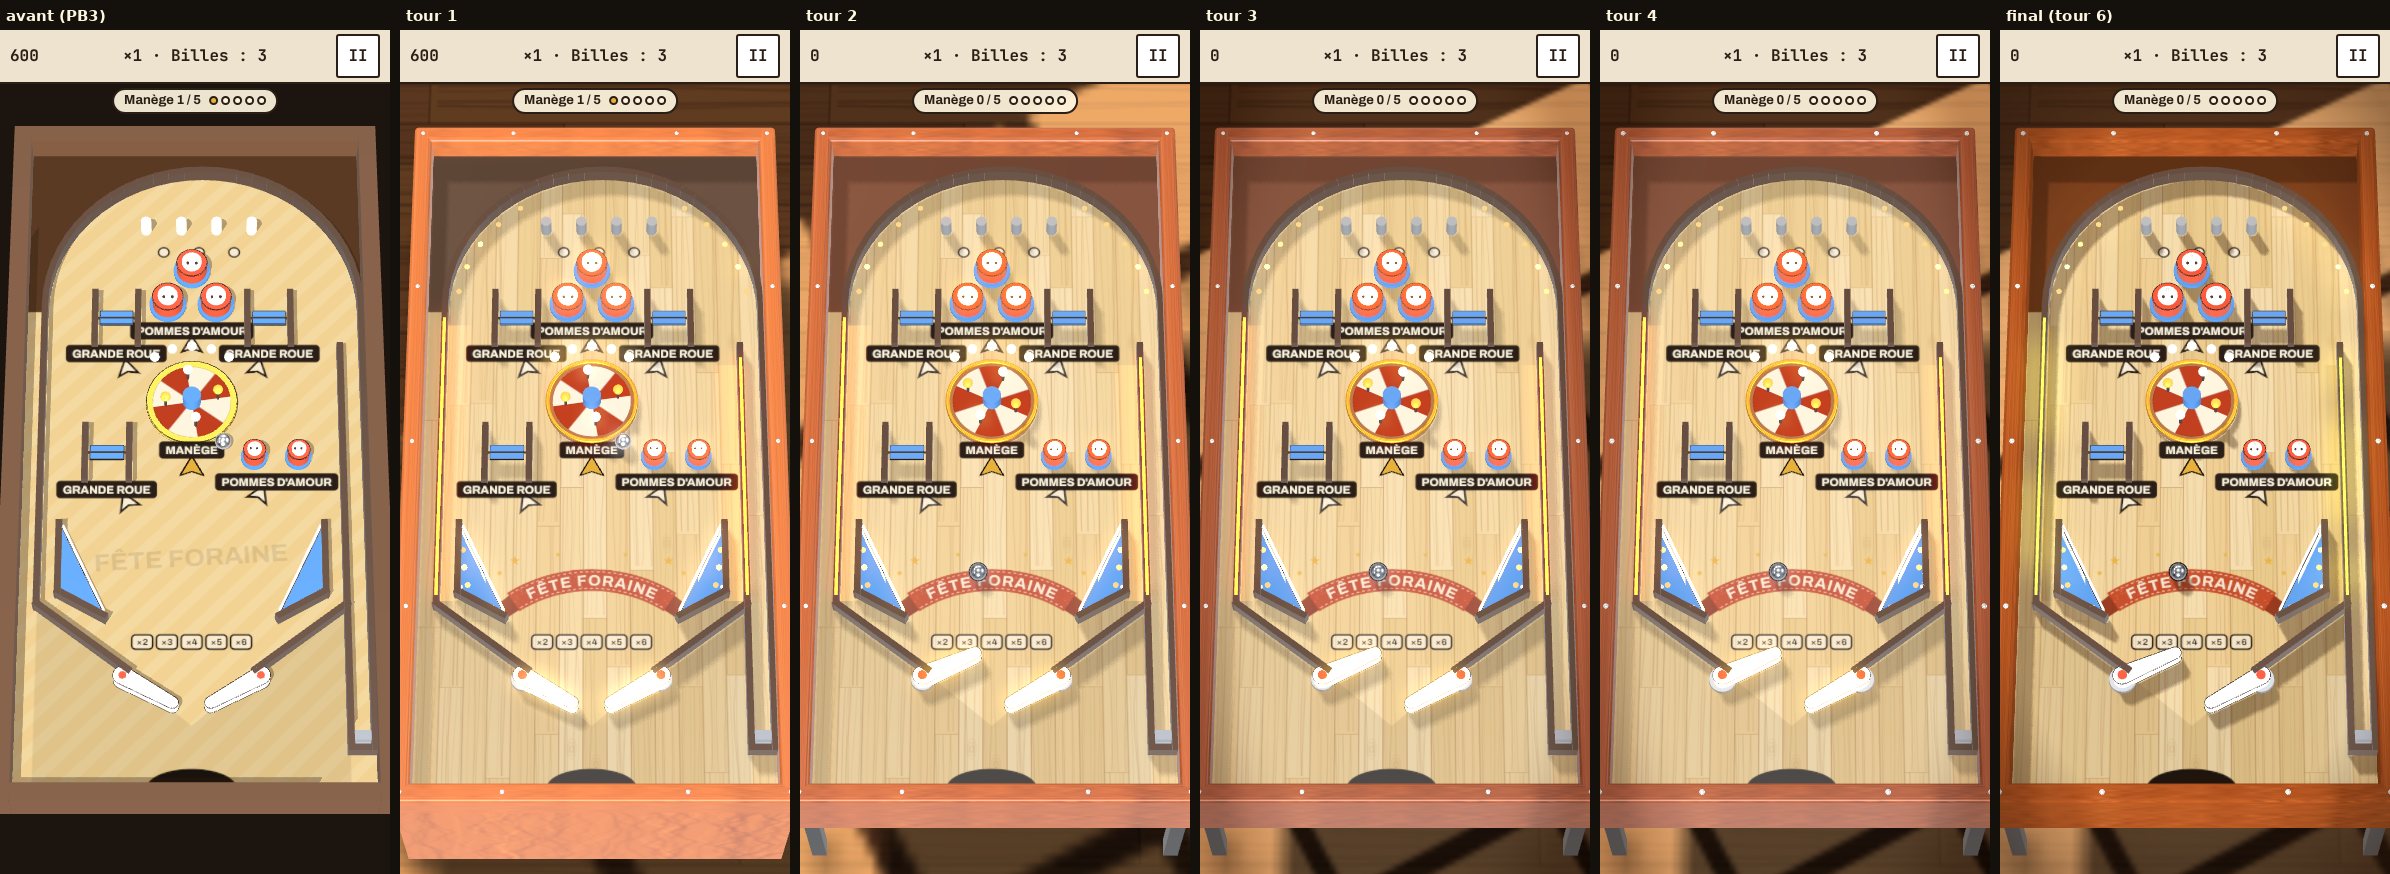 avant (PB3)
600 ×1 · Billes : 3 II
Manège 1 / 5
POMMES D'AMOUR
GRANDE ROUE GRANDE ROUE
MANÈGE
GRANDE ROUE POMMES D'AMOUR
FÊTE FORAINE
×2 ×3 ×4 ×5 ×6
tour 1
600 ×1 · Billes : 3 II
Manège 1 / 5
POMMES D'AMOUR
GRANDE ROUE GRANDE ROUE
MANÈGE
GRANDE ROUE POMMES D'AMOUR
FÊTE FORAINE
×2 ×3 ×4 ×5 ×6
tour 2
0 ×1 · Billes : 3 II
Manège 0 / 5
POMMES D'AMOUR
GRANDE ROUE GRANDE ROUE
MANÈGE
GRANDE ROUE POMMES D'AMOUR
FÊTE FORAINE
×2 ×3 ×4 ×5 ×6
tour 3
0 ×1 · Billes : 3 II
Manège 0 / 5
POMMES D'AMOUR
GRANDE ROUE GRANDE ROUE
MANÈGE
GRANDE ROUE POMMES D'AMOUR
FÊTE FORAINE
×2 ×3 ×4 ×5 ×6
tour 4
0 ×1 · Billes : 3 II
Manège 0 / 5
POMMES D'AMOUR
GRANDE ROUE GRANDE ROUE
MANÈGE
GRANDE ROUE POMMES D'AMOUR
FÊTE FORAINE
×2 ×3 ×4 ×5 ×6
final (tour 6)
0 ×1 · Billes : 3 II
Manège 0 / 5
POMMES D'AMOUR
GRANDE ROUE GRANDE ROUE
MANÈGE
GRANDE ROUE POMMES D'AMOUR
FÊTE FORAINE
×2 ×3 ×4 ×5 ×6